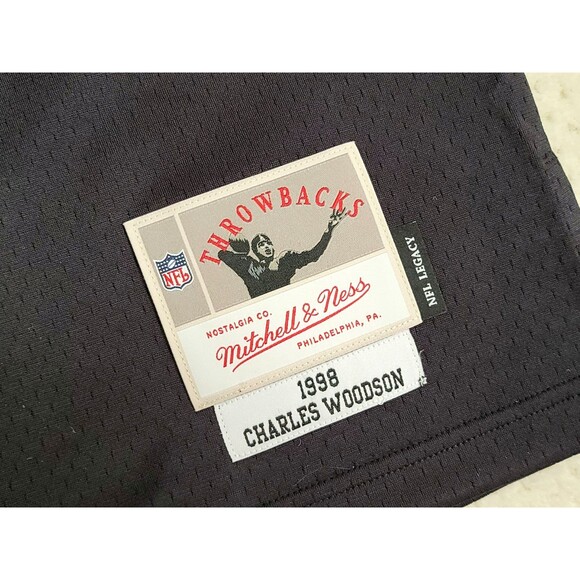 THROWBACKS
NFL
NOSTALGIA CO.
Mitchell & Ness
PHILADELPHIA, PA.
NFL LEGACY
1998
CHARLES WOODSON